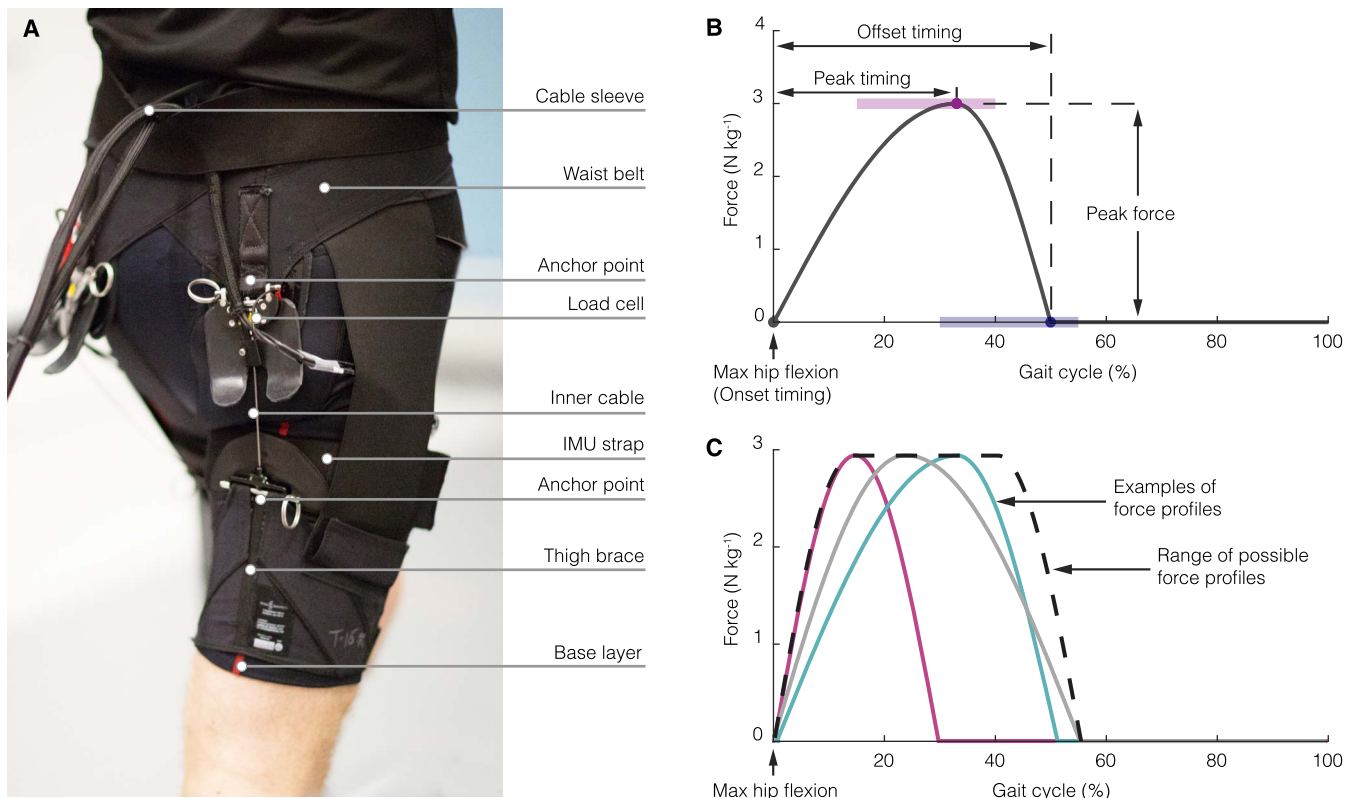 A
Cable sleeve
Waist belt
Anchor point
Load cell
Inner cable
IMU strap
Anchor point
Thigh brace
Base layer
B
4
3
2
1
0
Force (N kg⁻¹)
Offset timing
Peak timing
Peak force
20
40
60
80
100
Max hip flexion
(Onset timing)
Gait cycle (%)
C
3
2
1
0
Force (N kg⁻¹)
Examples of
force profiles
Range of possible
force profiles
20
40
60
80
100
Max hip flexion
Gait cycle (%)